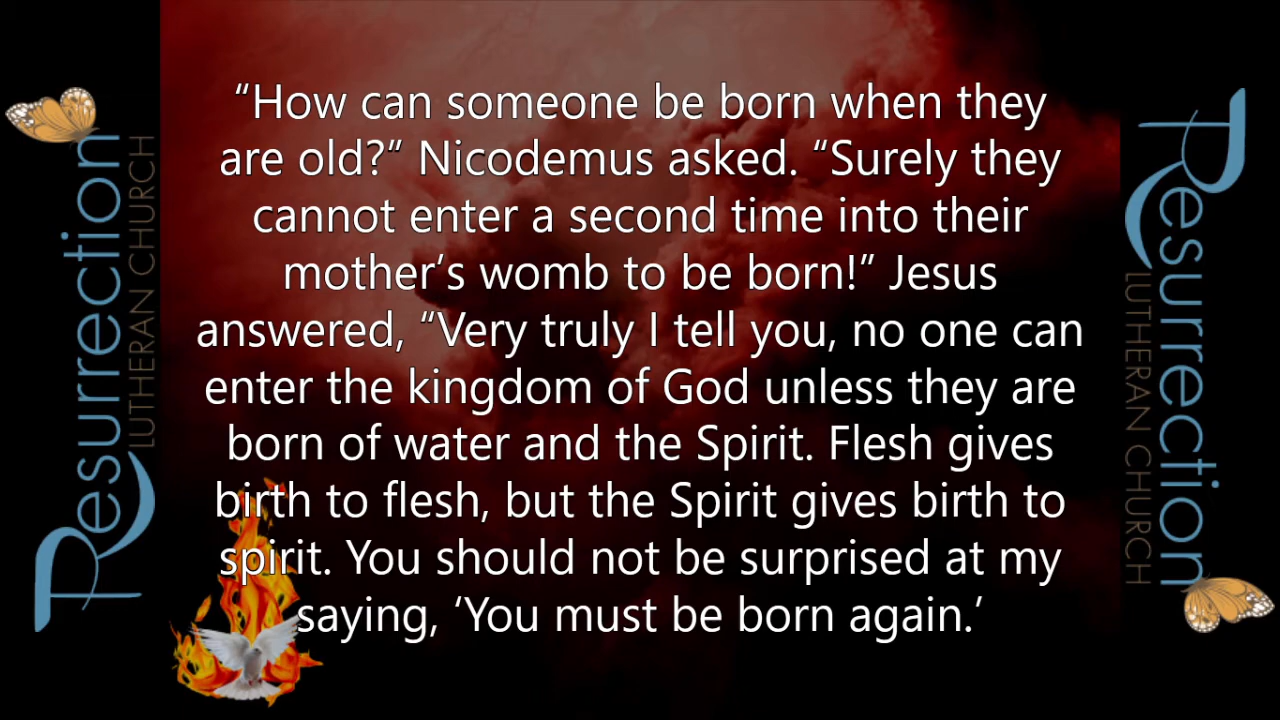 “How can someone be born when they
are old?” Nicodemus asked. “Surely they
cannot enter a second time into their
mother’s womb to be born!” Jesus
answered, “Very truly I tell you, no one can
enter the kingdom of God unless they are
born of water and the Spirit. Flesh gives
birth to flesh, but the Spirit gives birth to
spirit. You should not be surprised at my
saying, ‘You must be born again.’
Resurrection
LUTHERAN CHURCH
Resurrection
LUTHERAN CHURCH